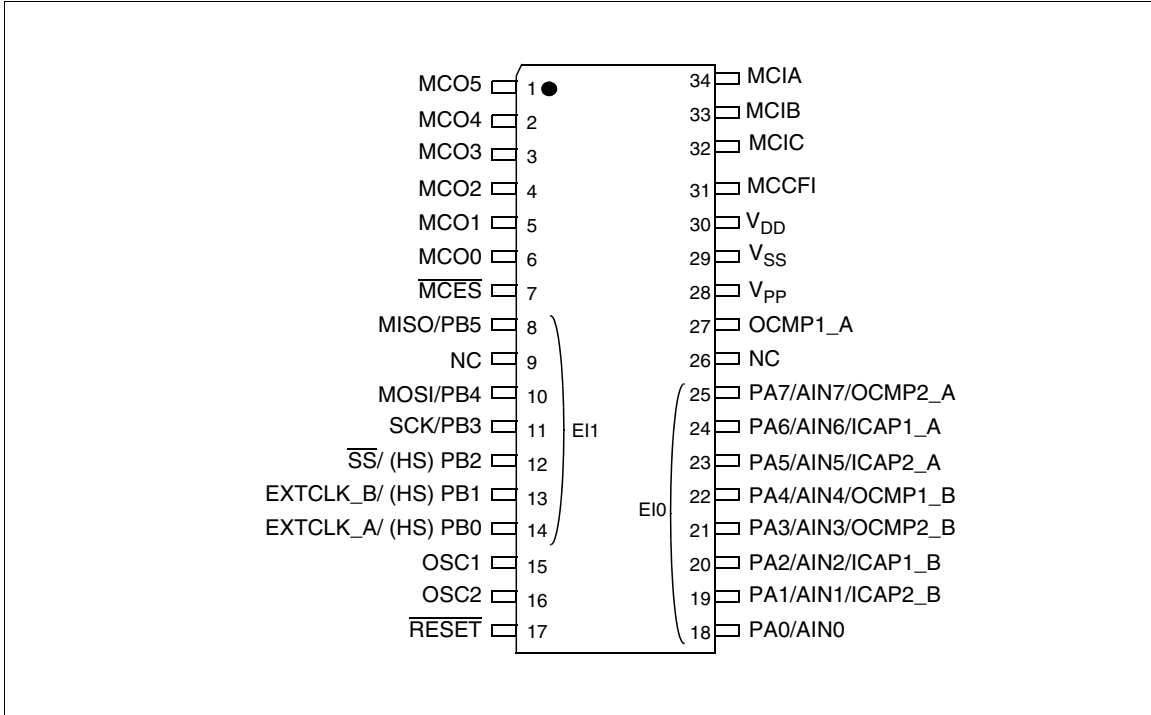 MCO5 1 34 MCIA
MCO4 2 33 MCIB
MCO3 3 32 MCIC
MCO2 4 31 MCCFI
MCO1 5 30 VDD
MCO0 6 29 VSS
M̅C̅E̅S̅ 7 28 VPP
MISO/PB5 8 27 OCMP1_A
NC 9 26 NC
MOSI/PB4 10 25 PA7/AIN7/OCMP2_A
SCK/PB3 11 EI1 24 PA6/AIN6/ICAP1_A
S̅S̅/ (HS) PB2 12 23 PA5/AIN5/ICAP2_A
EXTCLK_B/ (HS) PB1 13 EI0 22 PA4/AIN4/OCMP1_B
EXTCLK_A/ (HS) PB0 14 21 PA3/AIN3/OCMP2_B
OSC1 15 20 PA2/AIN2/ICAP1_B
OSC2 16 19 PA1/AIN1/ICAP2_B
R̅E̅S̅E̅T̅ 17 18 PA0/AIN0